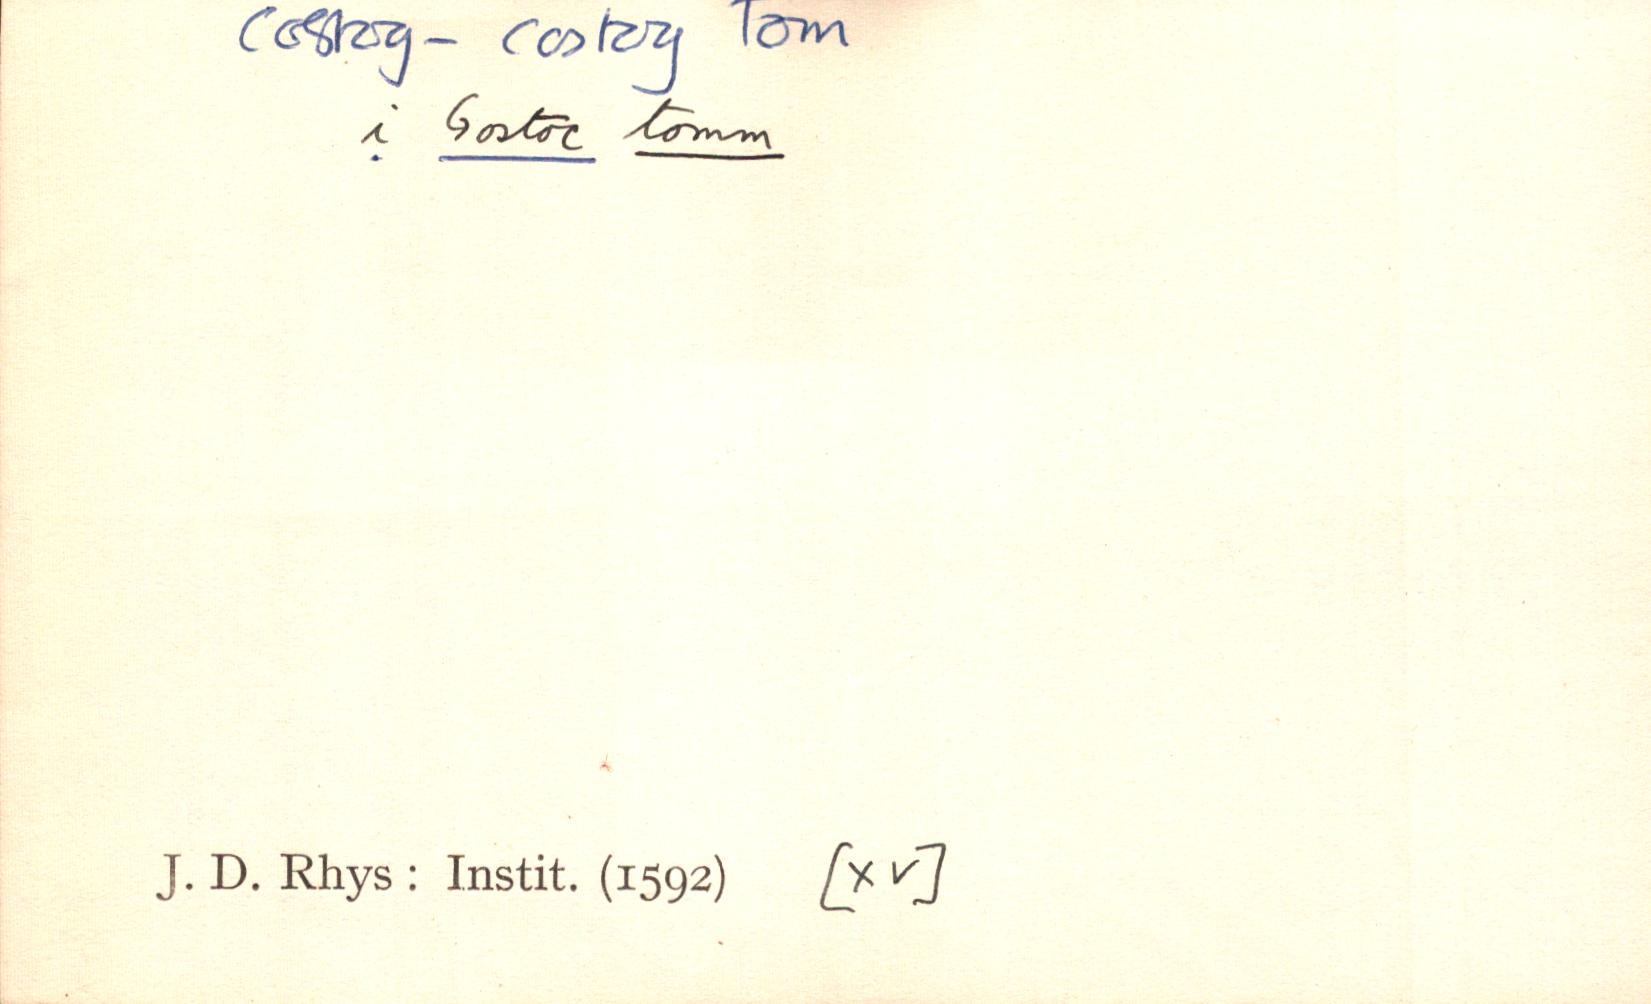 costog - costog tom
i Gostoc tomm
J. D. Rhys : Instit. (1592) [xv]